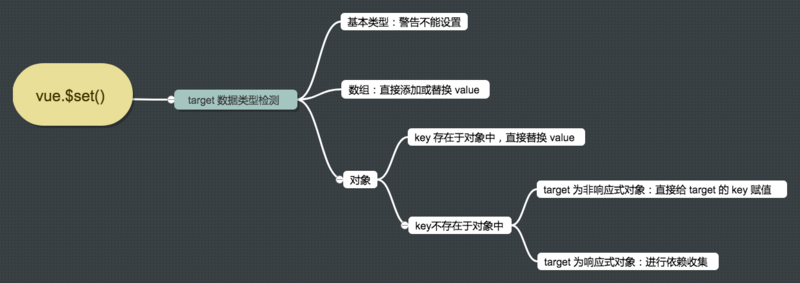 vue.$set()
target 数据类型检测
基本类型：警告不能设置
数组：直接添加或替换 value
对象
key 存在于对象中，直接替换 value
key不存在于对象中
target 为非响应式对象：直接给 target 的 key 赋值
target 为响应式对象：进行依赖收集